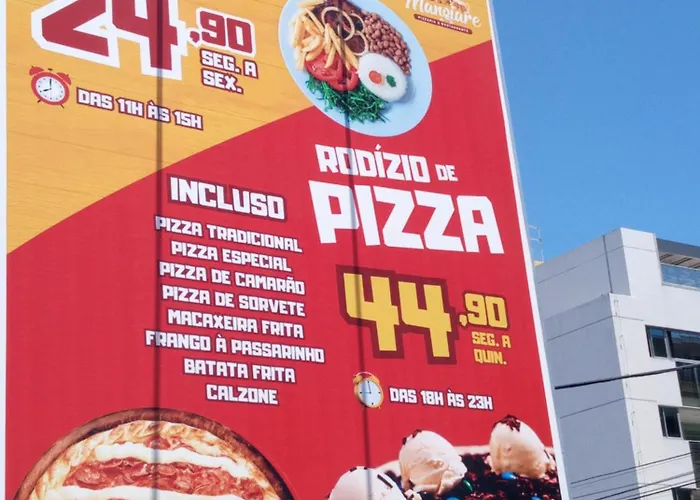 Mangiare
PIZZARIA & RESTAURANTE
24,90
SEG. A
SEX.
DAS 11H ÀS 15H
RODÍZIO DE
PIZZA
INCLUSO
PIZZA TRADICIONAL
PIZZA ESPECIAL
PIZZA DE CAMARÃO
PIZZA DE SORVETE
MACAXEIRA FRITA
FRANGO À PASSARINHO
BATATA FRITA
CALZONE
44,90
SEG. A
QUIN.
DAS 18H ÀS 23H